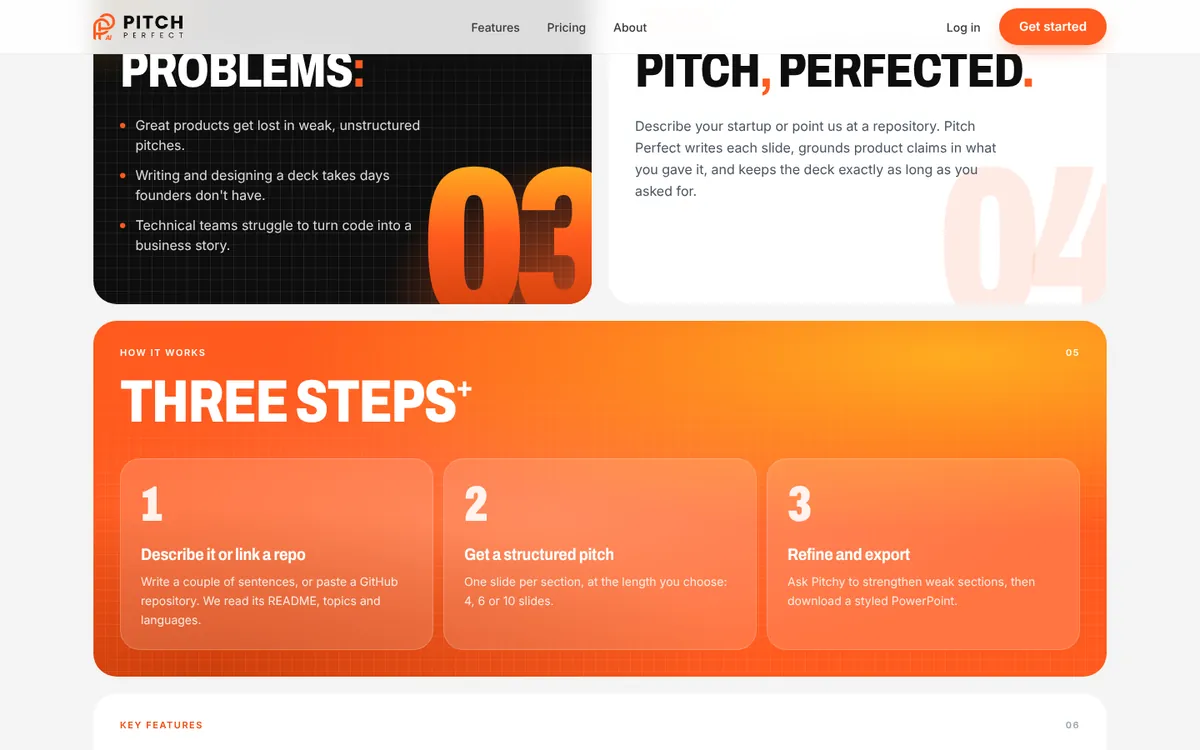 PITCH
PERFECT
AI
Features
Pricing
About
Log in
Get started
PROBLEMS:
Great products get lost in weak, unstructured
pitches.
Writing and designing a deck takes days
founders don't have.
Technical teams struggle to turn code into a
business story.
03
PITCH, PERFECTED.
Describe your startup or point us at a repository. Pitch
Perfect writes each slide, grounds product claims in what
you gave it, and keeps the deck exactly as long as you
asked for.
04
HOW IT WORKS
05
THREE STEPS+
1
Describe it or link a repo
Write a couple of sentences, or paste a GitHub
repository. We read its README, topics and
languages.
2
Get a structured pitch
One slide per section, at the length you choose:
4, 6 or 10 slides.
3
Refine and export
Ask Pitchy to strengthen weak sections, then
download a styled PowerPoint.
KEY FEATURES
06